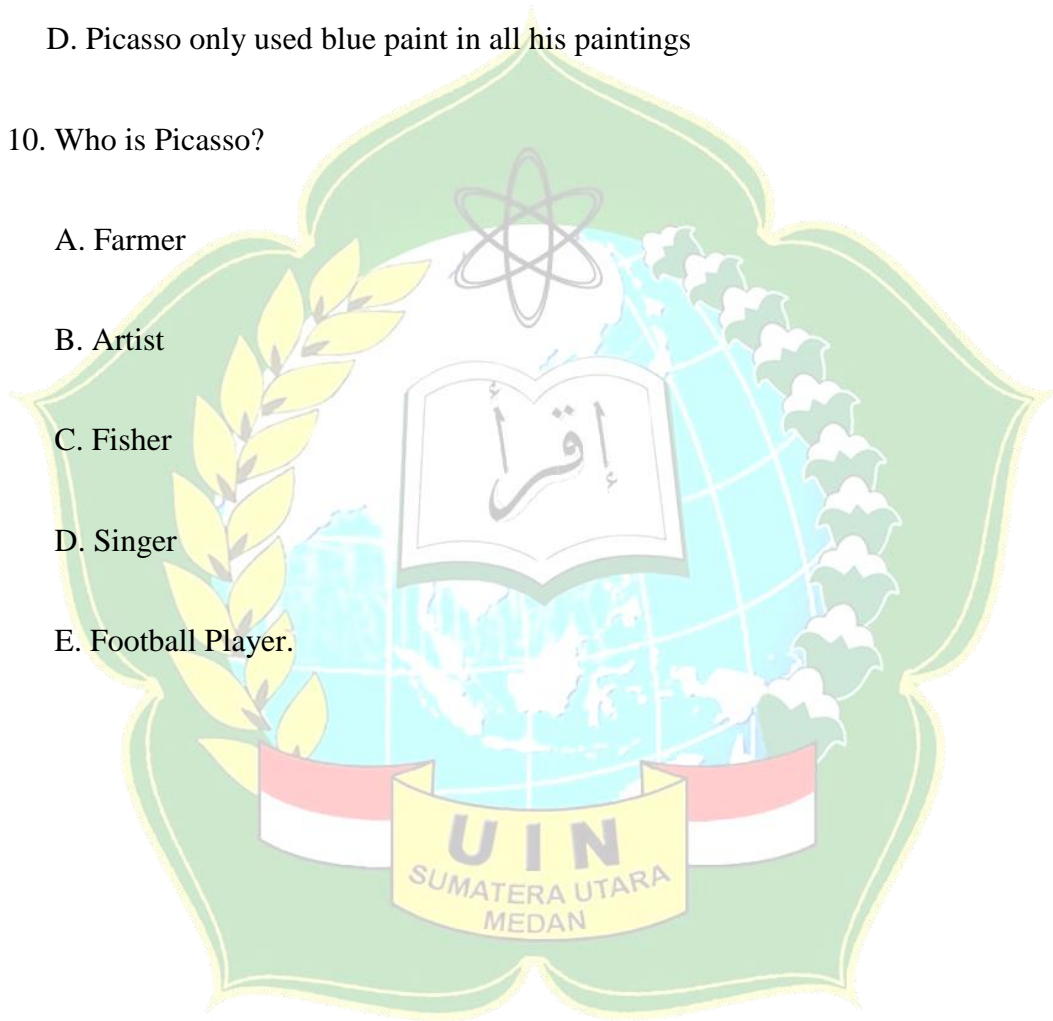 D. Picasso only used blue paint in all his paintings
10. Who is Picasso?
A. Farmer
B. Artist
C. Fisher
إقرأ
D. Singer
E. Football Player.
UIN
SUMATERA UTARA
MEDAN